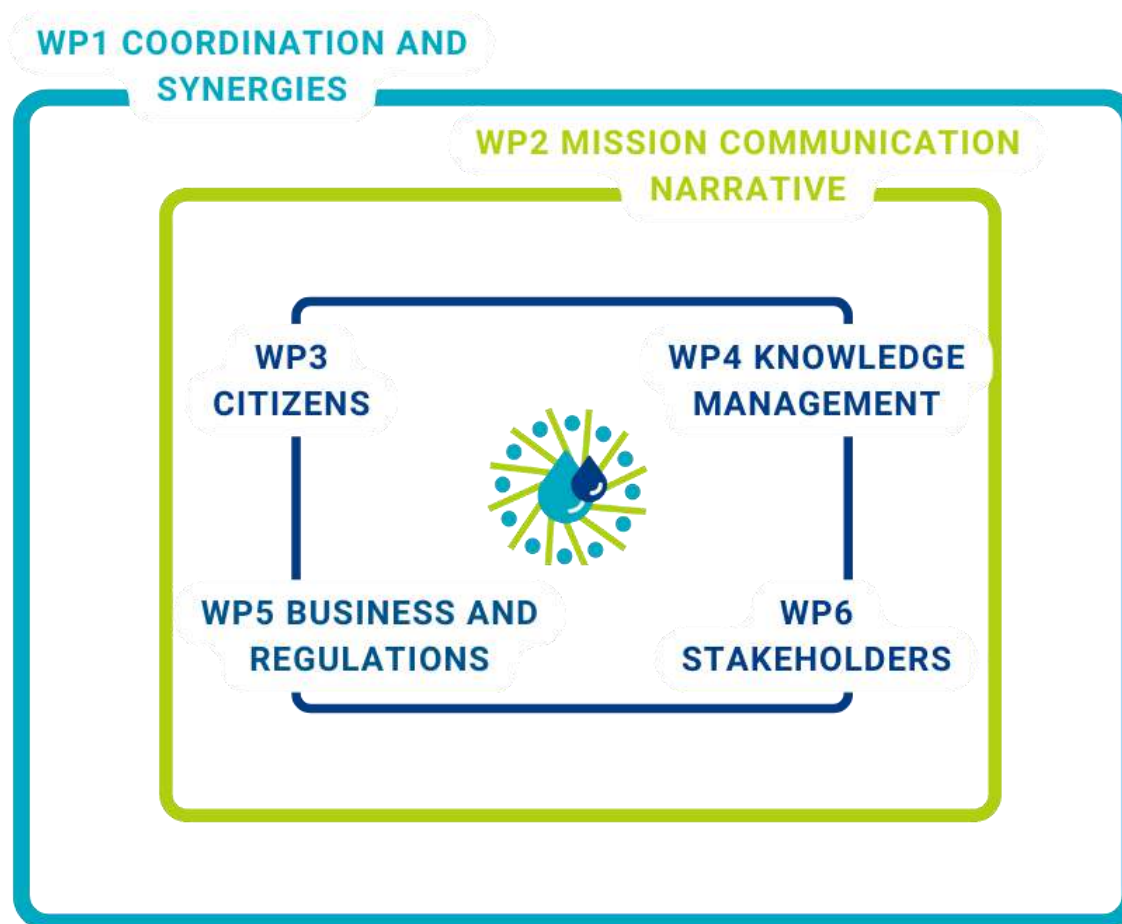 WP1 COORDINATION AND
SYNERGIES
WP2 MISSION COMMUNICATION
NARRATIVE
WP3
CITIZENS
WP4 KNOWLEDGE
MANAGEMENT
WP5 BUSINESS AND
REGULATIONS
WP6
STAKEHOLDERS